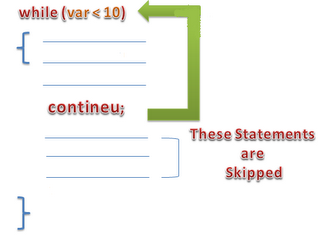 while (var < 10)
{
contineu;
These Statements
are
Skipped
}